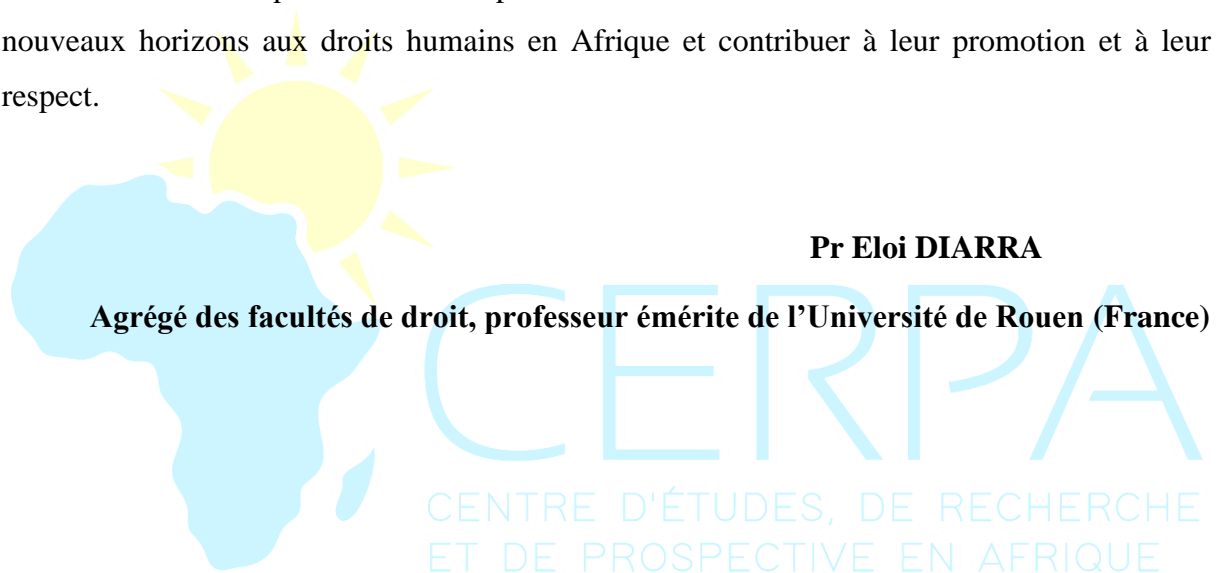 nouveaux horizons aux droits humains en Afrique et contribuer à leur promotion et à leur
respect.
Pr Eloi DIARRA
Agrégé des facultés de droit, professeur émérite de l’Université de Rouen (France)
CERPA
CENTRE D'ÉTUDES, DE RECHERCHE
ET DE PROSPECTIVE EN AFRIQUE